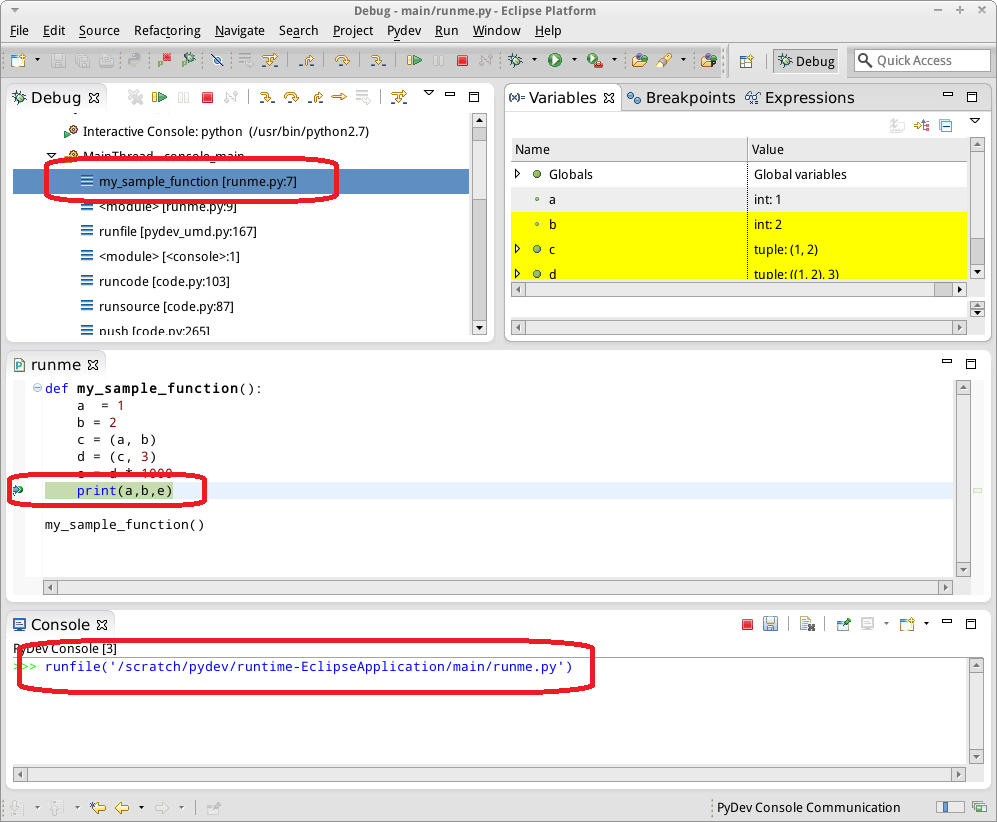 Debug - main/runme.py - Eclipse Platform
File Edit Source Refactoring Navigate Search Project Pydev Run Window Help
Debug
Quick Access
Debug
Interactive Console: python (/usr/bin/python2.7)
MainThread - console_main
my_sample_function [runme.py:7]
<module> [runme.py:9]
runfile [pydev_umd.py:167]
<module> [<console>:1]
runcode [code.py:103]
runsource [code.py:87]
push [code.py:265]
(x)= Variables Breakpoints Expressions
Name Value
Globals Global variables
a int: 1
b int: 2
c tuple: (1, 2)
d tuple: ((1, 2), 3)
runme
def my_sample_function():
a  = 1
b = 2
c = (a, b)
d = (c, 3)
e = d * 1000
print(a,b,e)
my_sample_function()
Console
PyDev Console [3]
>>> runfile('/scratch/pydev/runtime-EclipseApplication/main/runme.py')
PyDev Console Communication